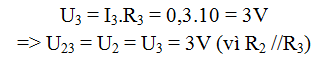 U₃ = I₃.R₃ = 0,3.10 = 3V
=> U₂₃ = U₂ = U₃ = 3V (vì R₂ //R₃)